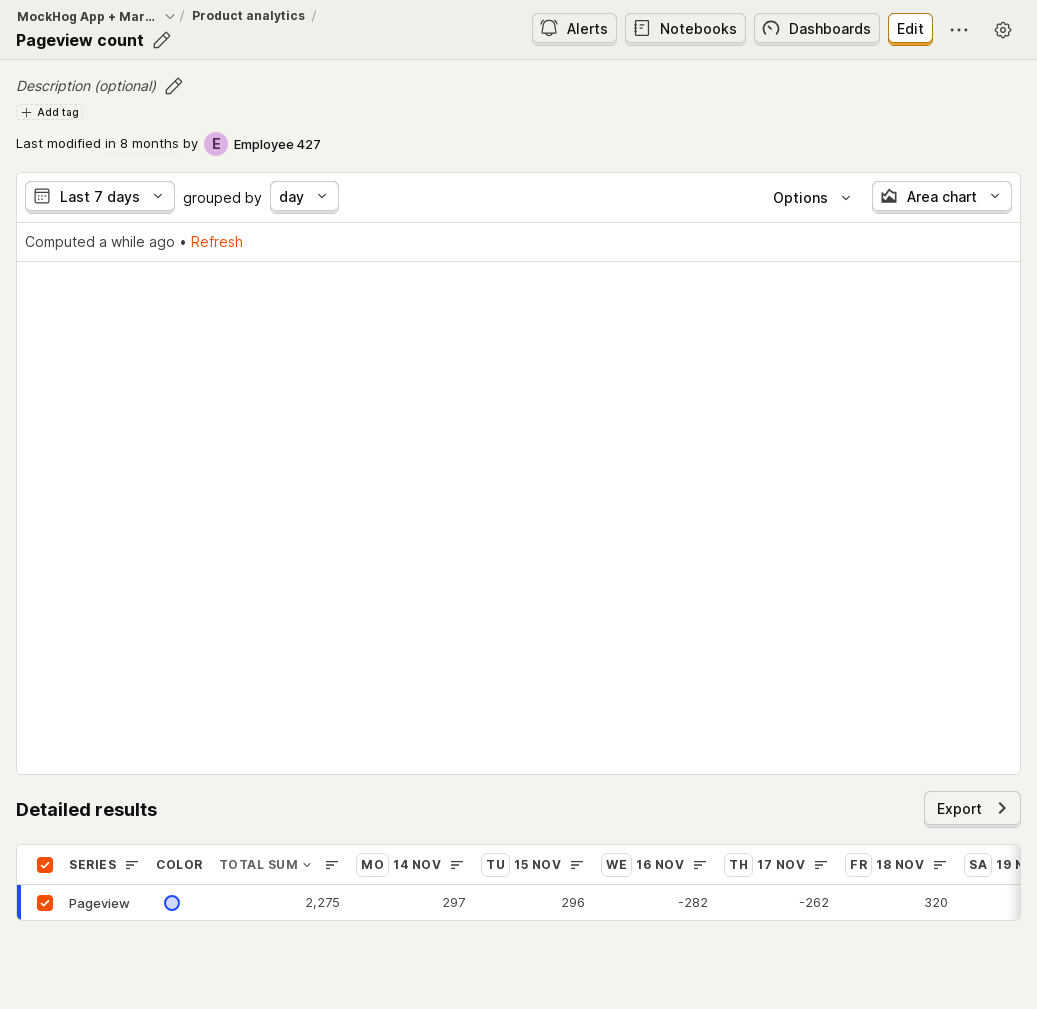 MockHog App + Mar... / Product analytics /
Pageview count
Alerts
Notebooks
Dashboards
Edit
Description (optional)
Add tag
Last modified in 8 months by E Employee 427
Last 7 days grouped by day
Options
Area chart
Computed a while ago • Refresh
Detailed results
Export
SERIES COLOR TOTAL SUM MO 14 NOV TU 15 NOV WE 16 NOV TH 17 NOV FR 18 NOV SA 19
Pageview 2,275 297 296 -282 -262 320